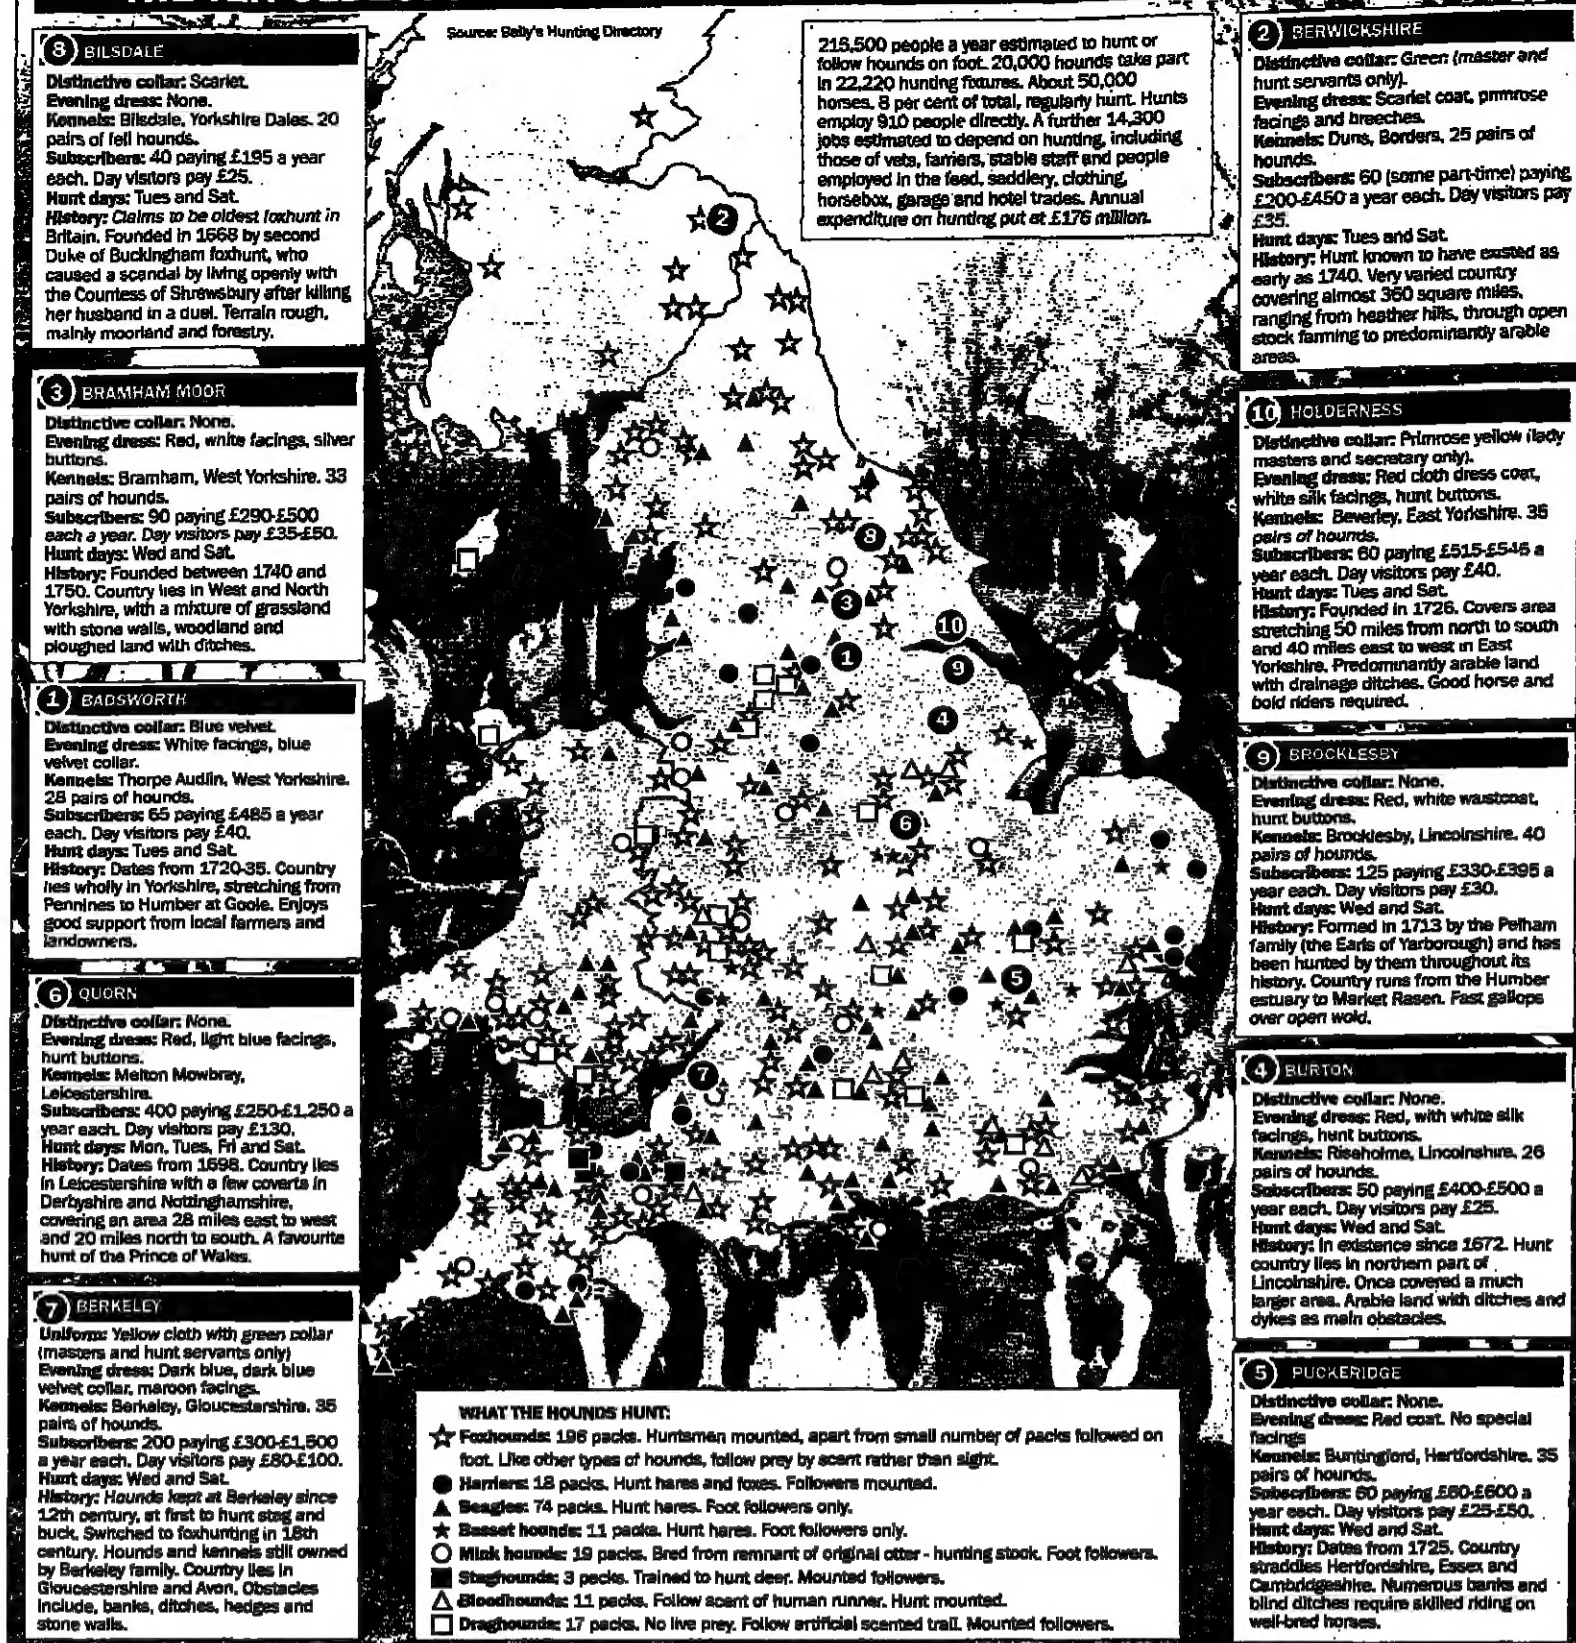 Source: Baily's Hunting Directory
215,500 people a year estimated to hunt or
follow hounds on foot. 20,000 hounds take part
in 22,220 hunting fixtures. About 50,000
horses, 8 per cent of total, regularly hunt. Hunts
employ 910 people directly. A further 14,300
jobs estimated to depend on hunting, including
those of vets, farriers, stable staff and people
employed in the feed, saddlery, clothing,
horsebox, garage and hotel trades. Annual
expenditure on hunting put at £176 million.
8 BILSDALE
Distinctive collar: Scarlet.
Evening dress: None.
Kennels: Bilsdale, Yorkshire Dales. 20
pairs of fell hounds.
Subscribers: 40 paying £195 a year
each. Day visitors pay £25.
Hunt days: Tues and Sat.
History: Claims to be oldest foxhunt in
Britain. Founded in 1668 by second
Duke of Buckingham foxhunt, who
caused a scandal by living openly with
the Countess of Shrewsbury after killing
her husband in a duel. Terrain rough,
mainly moorland and forestry.
3 BRAMHAM MOOR
Distinctive collar: None.
Evening dress: Red, white facings, silver
buttons.
Kennels: Bramham, West Yorkshire. 33
pairs of hounds.
Subscribers: 90 paying £290-£500
each a year. Day visitors pay £35-£50.
Hunt days: Wed and Sat.
History: Founded between 1740 and
1750. Country lies in West and North
Yorkshire, with a mixture of grassland
with stone walls, woodland and
ploughed land with ditches.
1 BADSWORTH
Distinctive collar: Blue velvet.
Evening dress: White facings, blue
velvet collar.
Kennels: Thorpe Audlin, West Yorkshire.
28 pairs of hounds.
Subscribers: 65 paying £485 a year
each. Day visitors pay £40.
Hunt days: Tues and Sat.
History: Dates from 1720-35. Country
lies wholly in Yorkshire, stretching from
Pennines to Humber at Goole. Enjoys
good support from local farmers and
landowners.
6 QUORN
Distinctive collar: None.
Evening dress: Red, light blue facings,
hunt buttons.
Kennels: Melton Mowbray,
Leicestershire.
Subscribers: 400 paying £250-£1,250 a
year each. Day visitors pay £130.
Hunt days: Mon, Tues, Fri and Sat.
History: Dates from 1698. Country lies
in Leicestershire with a few coverts in
Derbyshire and Nottinghamshire,
covering an area 28 miles east to west
and 20 miles north to south. A favourite
hunt of the Prince of Wales.
7 BERKELEY
Uniform: Yellow cloth with green collar
(masters and hunt servants only)
Evening dress: Dark blue, dark blue
velvet collar, maroon facings.
Kennels: Berkeley, Gloucestershire. 35
pairs of hounds.
Subscribers: 200 paying £300-£1,500
a year each. Day visitors pay £80-£100.
Hunt days: Wed and Sat.
History: Hounds kept at Berkeley since
12th century, at first to hunt stag and
buck. Switched to foxhunting in 18th
century. Hounds and kennels still owned
by Berkeley family. Country lies in
Gloucestershire and Avon. Obstacles
include, banks, ditches, hedges and
stone walls.
2
8
3
10
1
9
4
6
5
7
WHAT THE HOUNDS HUNT:
Foxhounds: 196 packs. Huntsmen mounted, apart from small number of packs followed on
foot. Like other types of hounds, follow prey by scent rather than sight.
Harriers: 18 packs. Hunt hares and foxes. Followers mounted.
Beagles: 74 packs. Hunt hares. Foot followers only.
Basset hounds: 11 packs. Hunt hares. Foot followers only.
Mink hounds: 19 packs. Bred from remnant of original otter - hunting stock. Foot followers.
Staghounds: 3 packs. Trained to hunt deer. Mounted followers.
Bloodhounds: 11 packs. Follow scent of human runner. Hunt mounted.
Draghounds: 17 packs. No live prey. Follow artificial scented trail. Mounted followers.
2 BERWICKSHIRE
Distinctive collar: Green (master and
hunt servants only).
Evening dress: Scarlet coat, primrose
facings and breeches.
Kennels: Duns, Borders, 25 pairs of
hounds.
Subscribers: 60 (some part-time) paying
£200-£450 a year each. Day visitors pay
£35.
Hunt days: Tues and Sat.
History: Hunt known to have existed as
early as 1740. Very varied country
covering almost 360 square miles,
ranging from heather hills, through open
stock farming to predominantly arable
areas.
10 HOLDERNESS
Distinctive collar: Primrose yellow (lady
masters and secretary only).
Evening dress: Red cloth dress coat,
white silk facings, hunt buttons.
Kennels: Beverley, East Yorkshire. 35
pairs of hounds.
Subscribers: 60 paying £515-£545 a
year each. Day visitors pay £40.
Hunt days: Tues and Sat.
History: Founded in 1726. Covers area
stretching 50 miles from north to south
and 40 miles east to west in East
Yorkshire. Predominantly arable land
with drainage ditches. Good horse and
bold riders required.
9 BROCKLESBY
Distinctive collar: None.
Evening dress: Red, white waistcoat,
hunt buttons.
Kennels: Brocklesby, Lincolnshire. 40
pairs of hounds.
Subscribers: 125 paying £330-£395 a
year each. Day visitors pay £30.
Hunt days: Wed and Sat.
History: Formed in 1713 by the Pelham
family (the Earls of Yarborough) and has
been hunted by them throughout its
history. Country runs from the Humber
estuary to Market Rasen. Fast gallops
over open wold.
4 BURTON
Distinctive collar: None.
Evening dress: Red, with white silk
facings, hunt buttons.
Kennels: Riseholme, Lincolnshire, 26
pairs of hounds.
Subscribers: 50 paying £400-£500 a
year each. Day visitors pay £25.
Hunt days: Wed and Sat.
History: In existence since 1672. Hunt
country lies in northern part of
Lincolnshire. Once covered a much
larger area. Arable land with ditches and
dykes as main obstacles.
5 PUCKERIDGE
Distinctive collar: None.
Evening dress: Red coat. No special
facings
Kennels: Buntingford, Hertfordshire. 35
pairs of hounds.
Subscribers: 60 paying £60-£600 a
year each. Day visitors pay £25-£50.
Hunt days: Wed and Sat.
History: Dates from 1725. Country
straddles Hertfordshire, Essex and
Cambridgeshire. Numerous banks and
blind ditches require skilled riding on
well-bred horses.